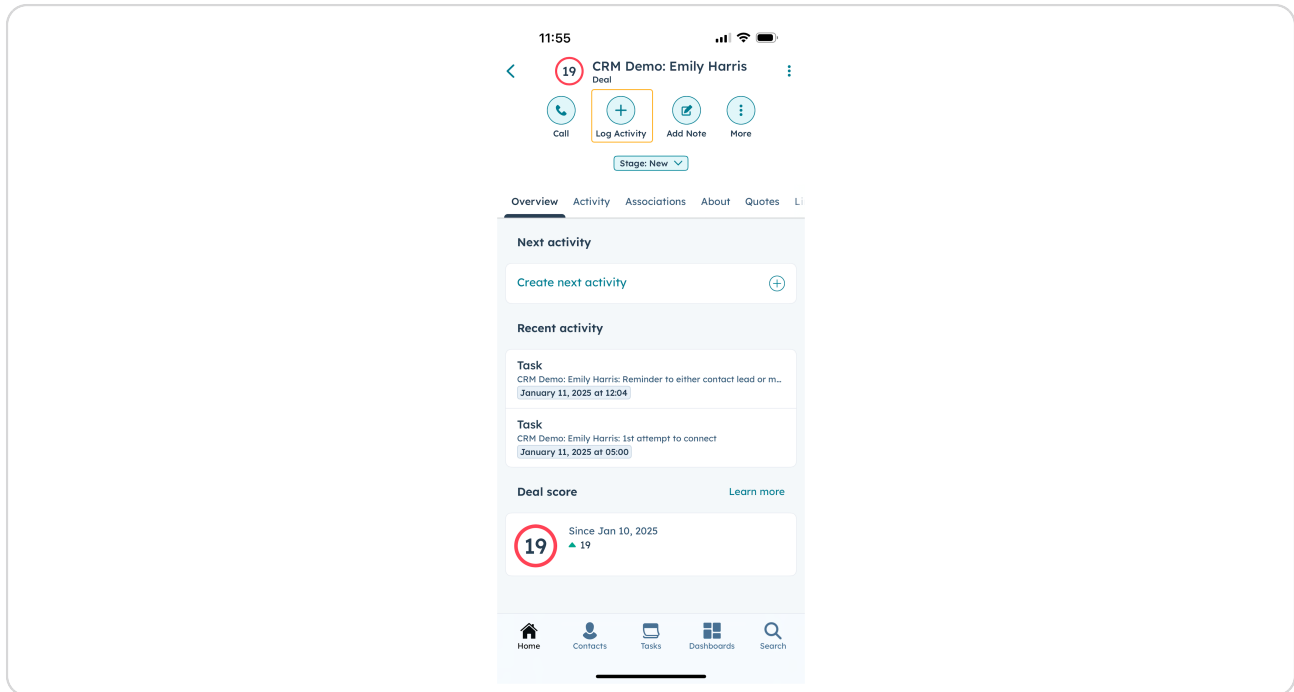 11:55
19
CRM Demo: Emily Harris
Deal
Call
Log Activity
Add Note
More
Stage: New
Overview Activity Associations About Quotes Li
Next activity
Create next activity
Recent activity
Task
CRM Demo: Emily Harris: Reminder to either contact lead or m...
January 11, 2025 at 12:04
Task
CRM Demo: Emily Harris: 1st attempt to connect
January 11, 2025 at 05:00
Deal score
Learn more
19
Since Jan 10, 2025
19
Home
Contacts
Tasks
Dashboards
Search